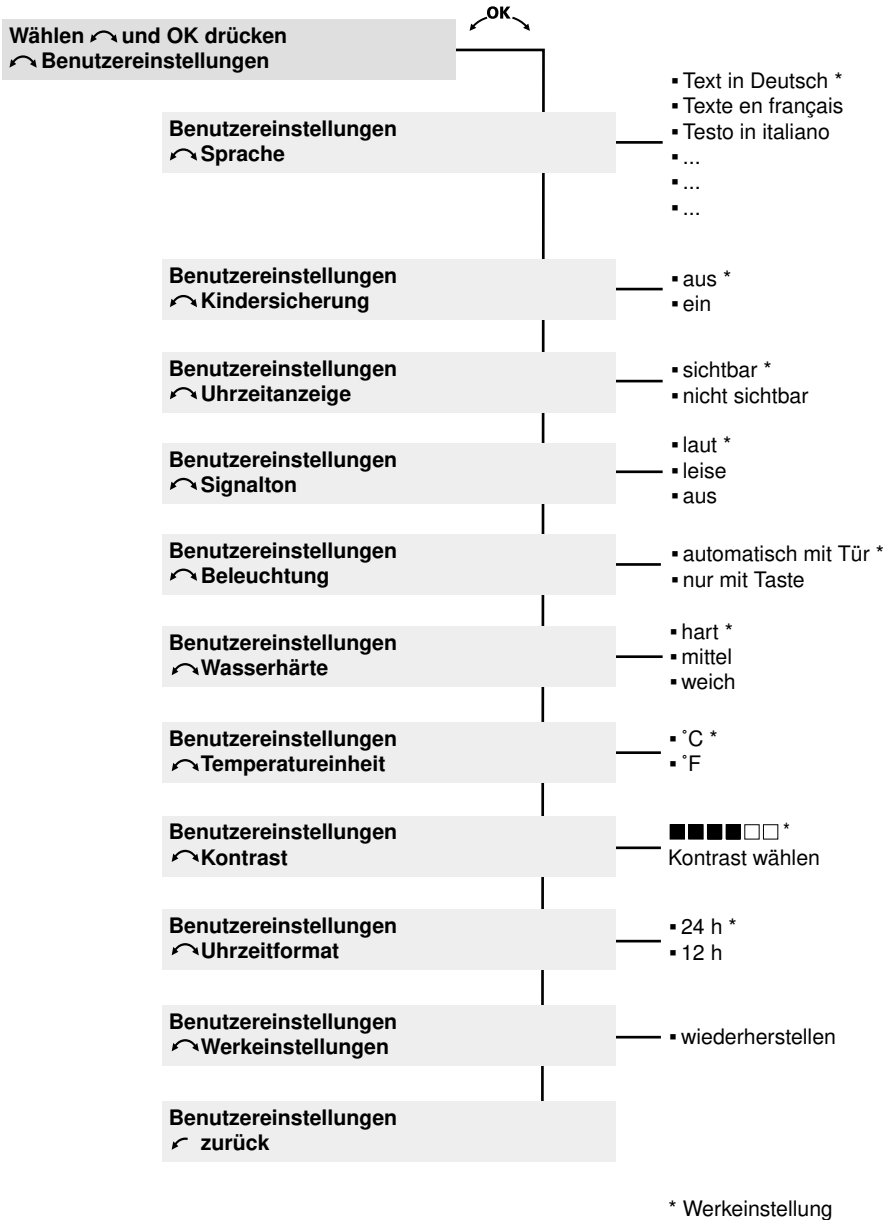 OK
Wählen und OK drücken
Benutzereinstellungen
Benutzereinstellungen
Sprache
▪ Text in Deutsch *
▪ Texte en français
▪ Testo in italiano
▪ ...
▪ ...
▪ ...
Benutzereinstellungen
Kindersicherung
▪ aus *
▪ ein
Benutzereinstellungen
Uhrzeitanzeige
▪ sichtbar *
▪ nicht sichtbar
Benutzereinstellungen
Signalton
▪ laut *
▪ leise
▪ aus
Benutzereinstellungen
Beleuchtung
▪ automatisch mit Tür *
▪ nur mit Taste
Benutzereinstellungen
Wasserhärte
▪ hart *
▪ mittel
▪ weich
Benutzereinstellungen
Temperatureinheit
▪ °C *
▪ °F
Benutzereinstellungen
Kontrast
■■■■□□ *
Kontrast wählen
Benutzereinstellungen
Uhrzeitformat
▪ 24 h *
▪ 12 h
Benutzereinstellungen
Werkeinstellungen
▪ wiederherstellen
Benutzereinstellungen
zurück
* Werkeinstellung